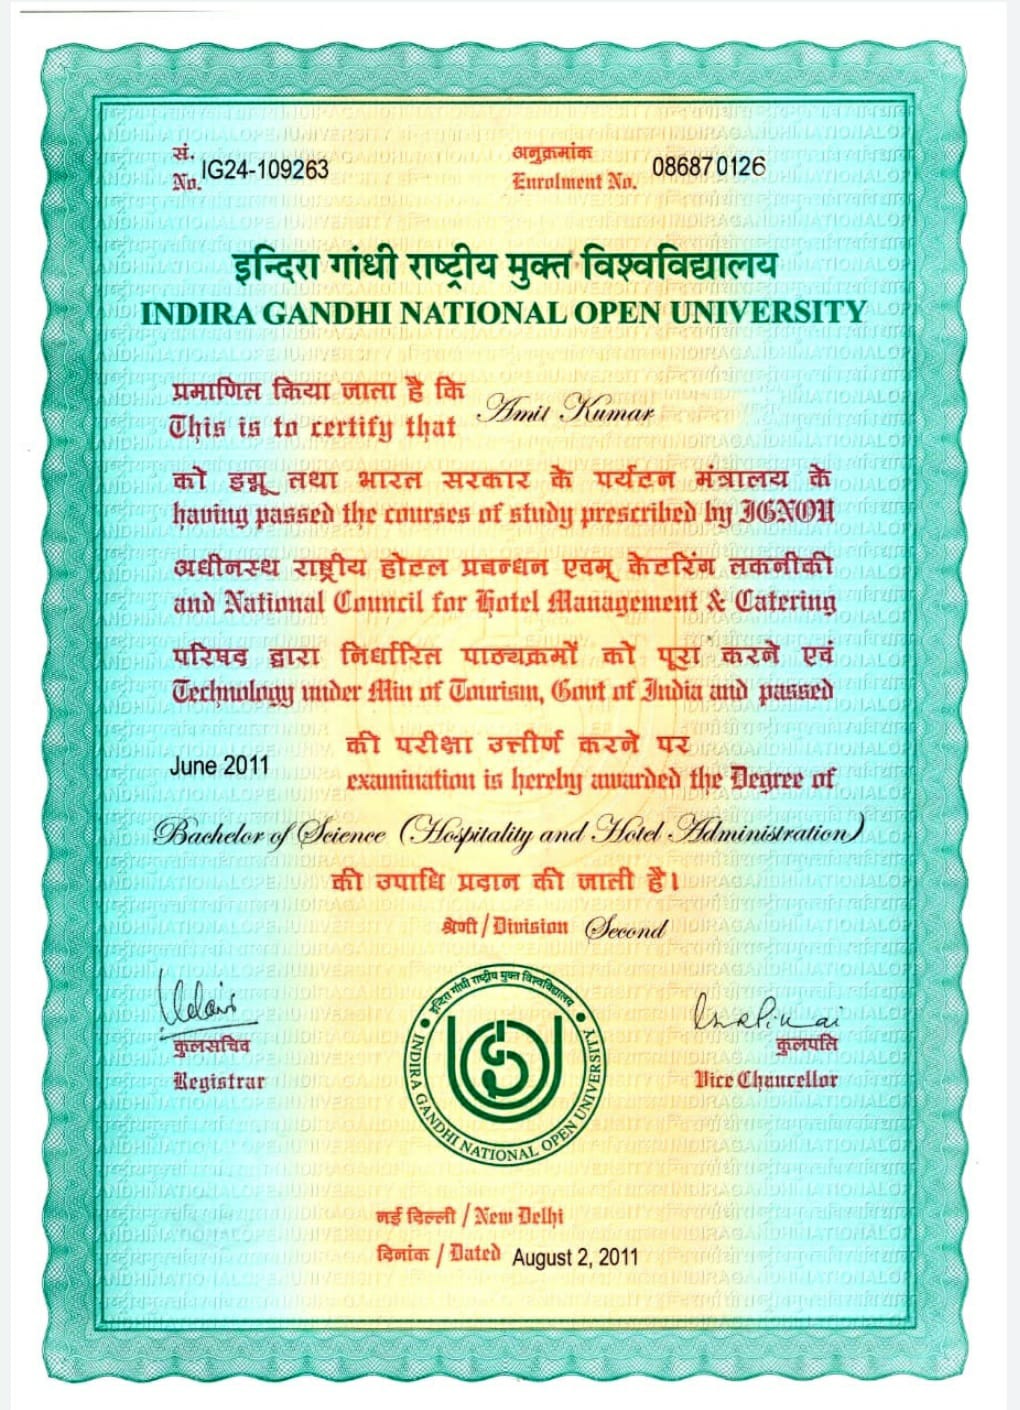 सं.
No. IG24-109263
अनुक्रमांक
Enrolment No. 086870126
इन्दिरा गांधी राष्ट्रीय मुक्त विश्वविद्यालय
INDIRA GANDHI NATIONAL OPEN UNIVERSITY
प्रमाणित किया जाता है कि
This is to certify that Amit Kumar
को इग्नू तथा भारत सरकार के पर्यटन मंत्रालय के
having passed the courses of study prescribed by IGNOU
अधीनस्थ राष्ट्रीय होटल प्रबन्धन एवम् केटरिंग तकनीकी
and National Council for Hotel Management & Catering
परिषद द्वारा निर्धारित पाठ्यक्रमों को पूरा करने एवं
Technology under Min of Tourism, Govt of India and passed
की परीक्षा उत्तीर्ण करने पर
June 2011 examination is hereby awarded the Degree of
Bachelor of Science (Hospitality and Hotel Administration)
की उपाधि प्रदान की जाती है।
श्रेणी / Division Second
कुलसचिव
Registrar
कुलपति
Vice Chancellor
इन्दिरा गांधी राष्ट्रीय मुक्त विश्वविद्यालय
INDIRA GANDHI NATIONAL OPEN UNIVERSITY
नई दिल्ली / New Delhi
दिनांक / Dated August 2, 2011